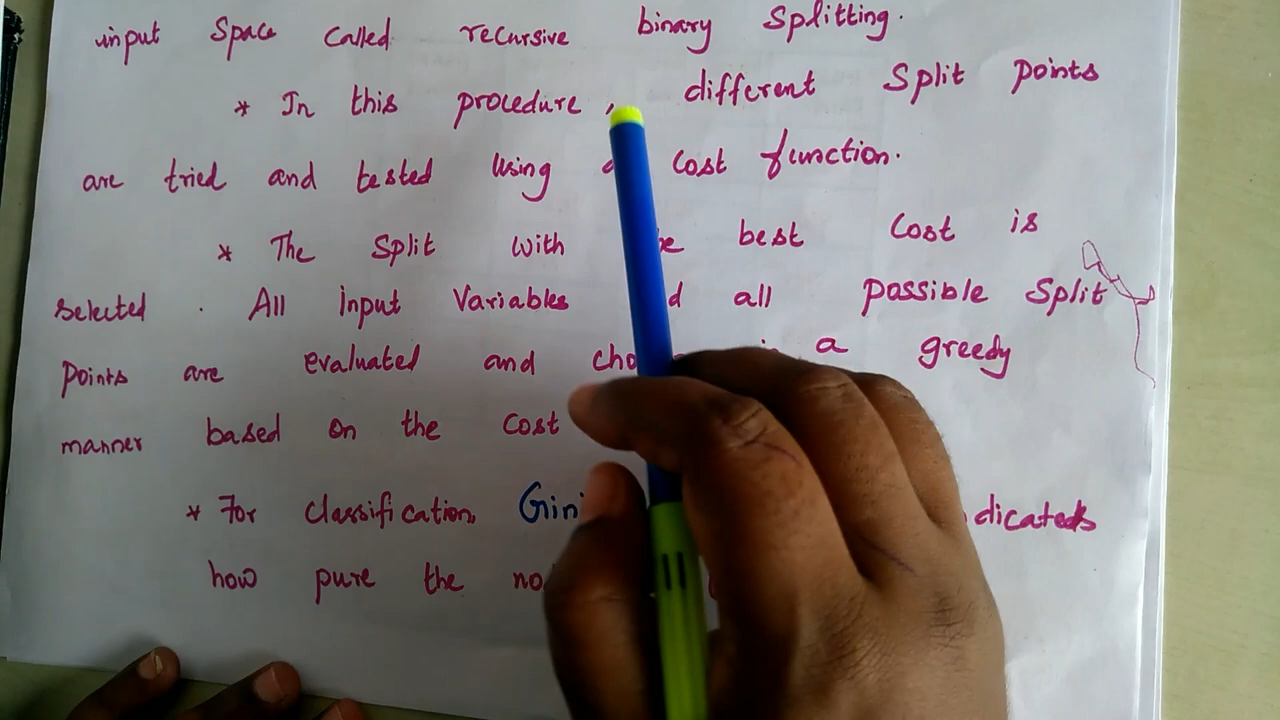 input Space called recursive binary Splitting.
* In this procedure, different Split points
are tried and tested Using a Cost function.
* The Split with best Cost is
Selected. All input Variables all possible Split
Points are evaluated and a greedy
manner based on the Cost
* For Classification, Gini
how pure the